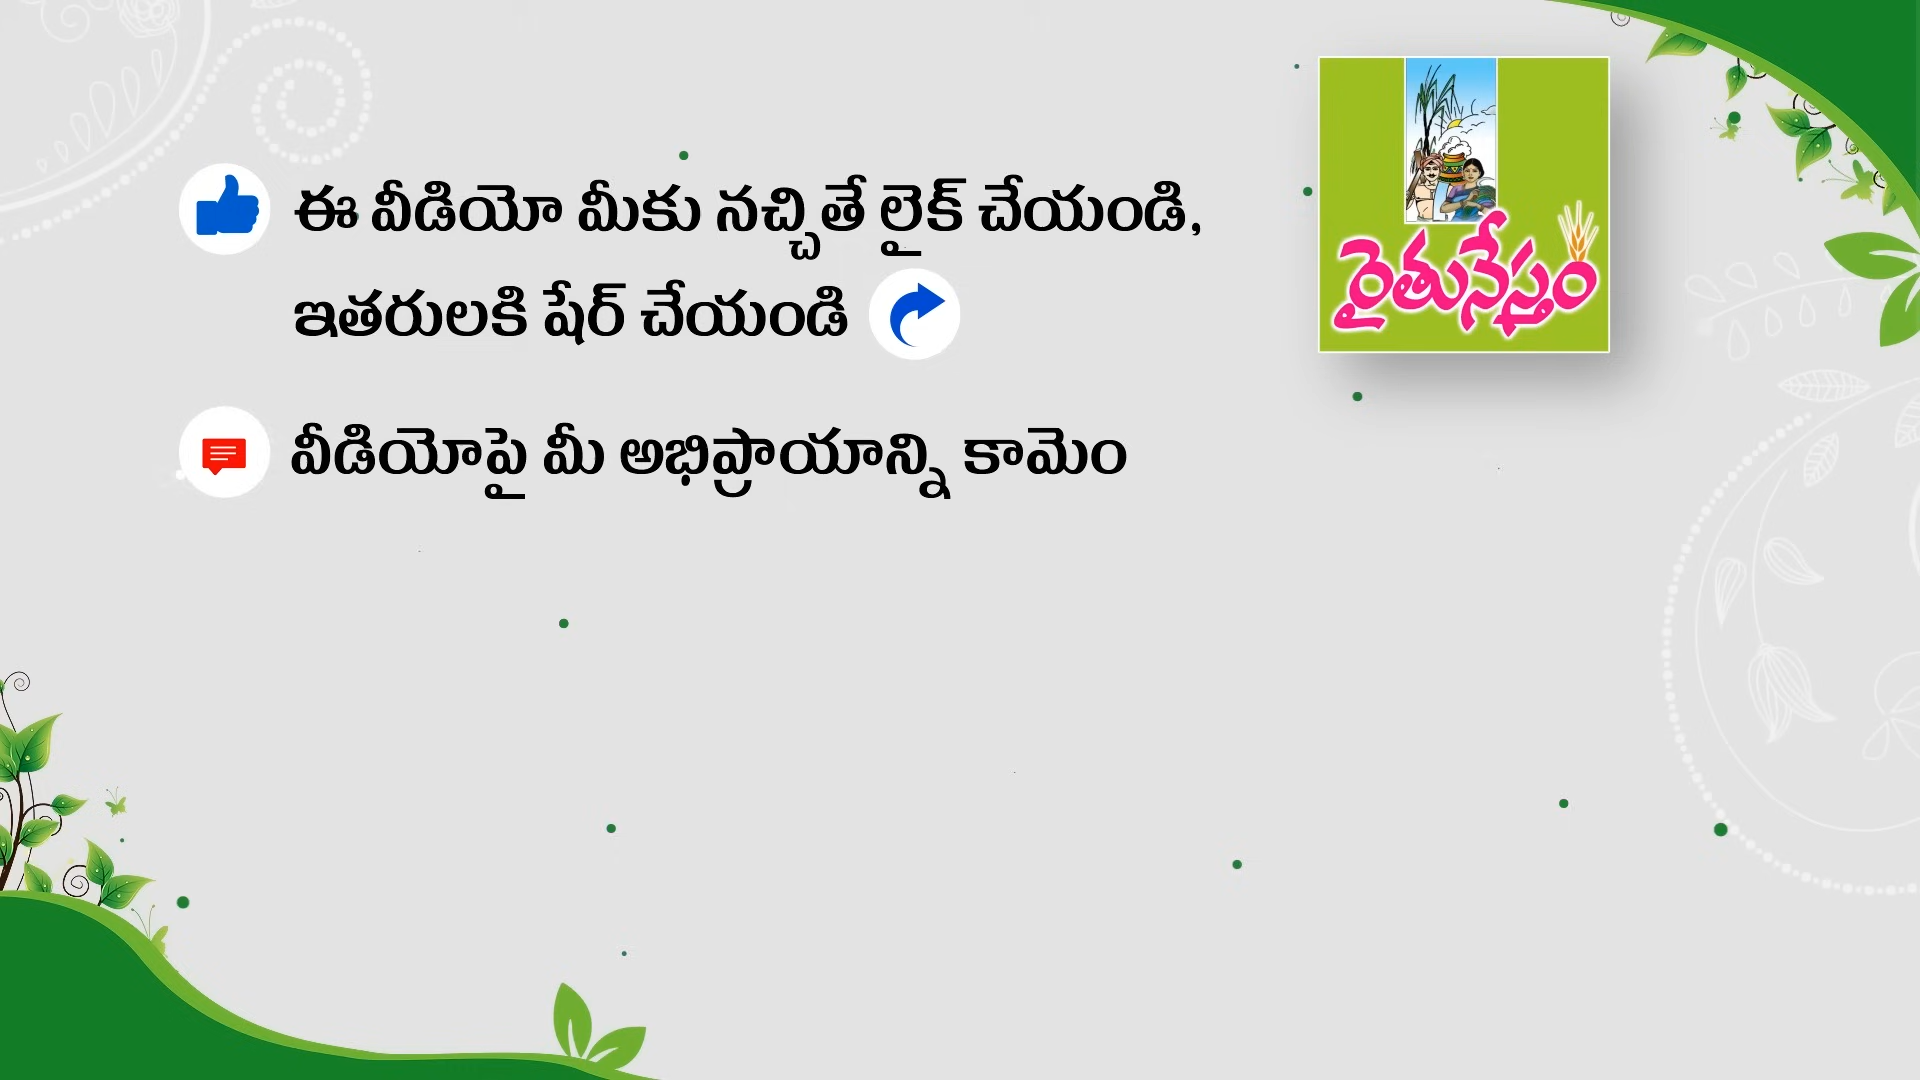 ఈ వీడియో మీకు నచ్చితే లైక్ చేయండి,
ఇతరులకి షేర్ చేయండి
వీడియోపై మీ అభిప్రాయాన్ని కామెం
రైతునేస్తం